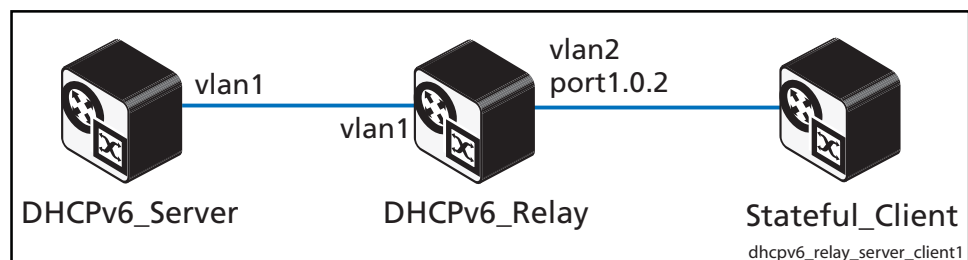 vlan1
vlan1
vlan2
port1.0.2
DHCPv6_Server
DHCPv6_Relay
Stateful_Client
dhcpv6_relay_server_client1